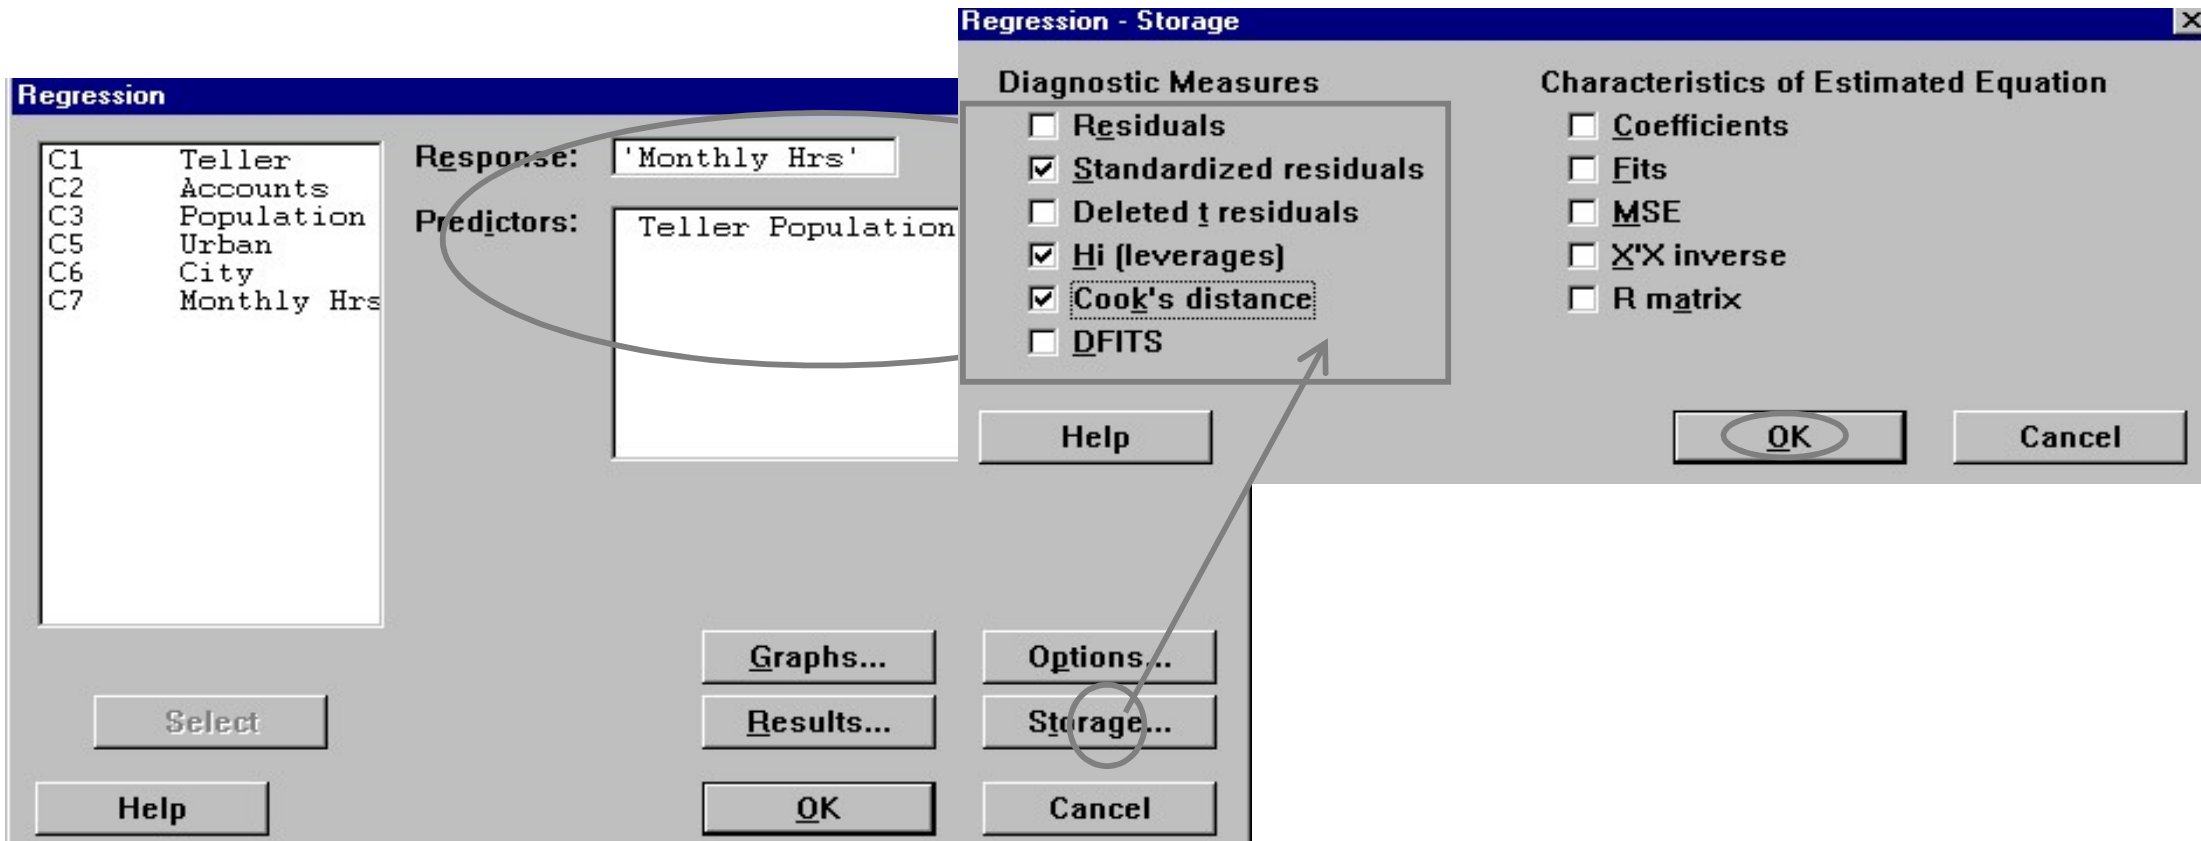 Regression
C1 Teller
C2 Accounts
C3 Population
C5 Urban
C6 City
C7 Monthly Hrs
Response: 'Monthly Hrs'
Predictors: Teller Population
Graphs... Options...
Select Results... Storage...
Help OK Cancel
Regression - Storage
Diagnostic Measures
Residuals
Standardized residuals
Deleted t residuals
Hi (leverages)
Cook's distance
DFITS
Characteristics of Estimated Equation
Coefficients
Fits
MSE
X'X inverse
R matrix
Help OK Cancel